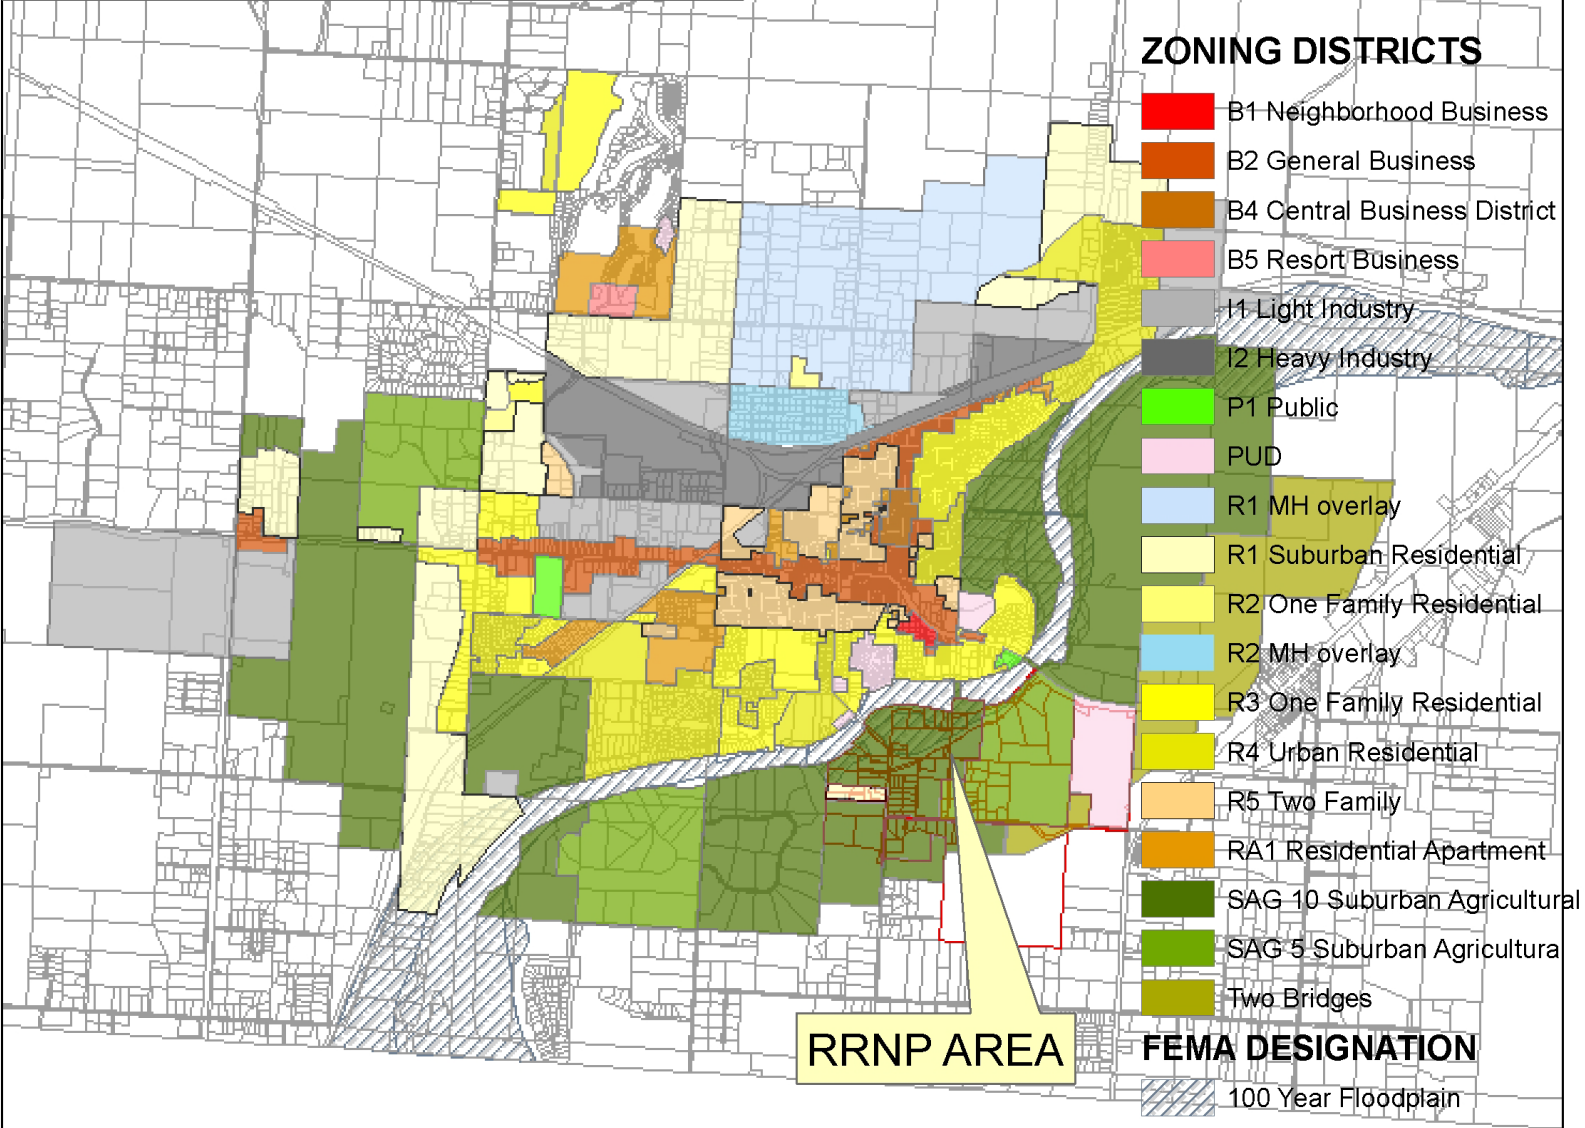 ZONING DISTRICTS
B1 Neighborhood Business
B2 General Business
B4 Central Business District
B5 Resort Business
I1 Light Industry
I2 Heavy Industry
P1 Public
PUD
R1 MH overlay
R1 Suburban Residential
R2 One Family Residential
R2 MH overlay
R3 One Family Residential
R4 Urban Residential
R5 Two Family
RA1 Residential Apartment
SAG 10 Suburban Agricultural
SAG 5 Suburban Agricultura
Two Bridges
RRNP AREA
FEMA DESIGNATION
100 Year Floodplain